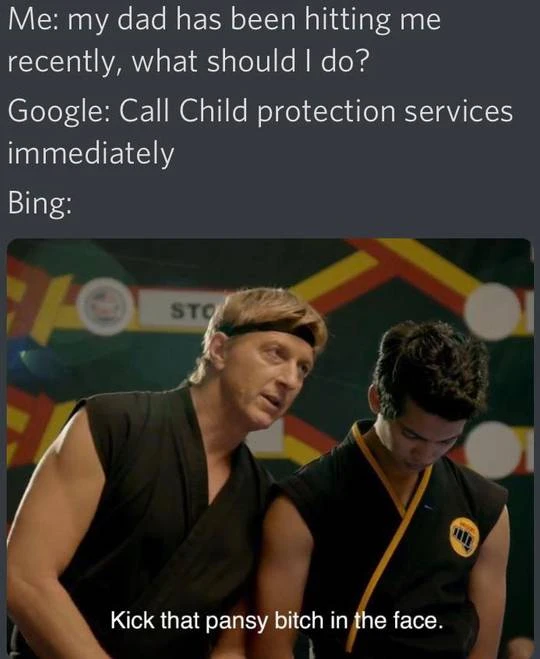 Me: my dad has been hitting me
recently, what should I do?
Google: Call Child protection services
immediately
Bing:
STO
Kick that pansy bitch in the face.